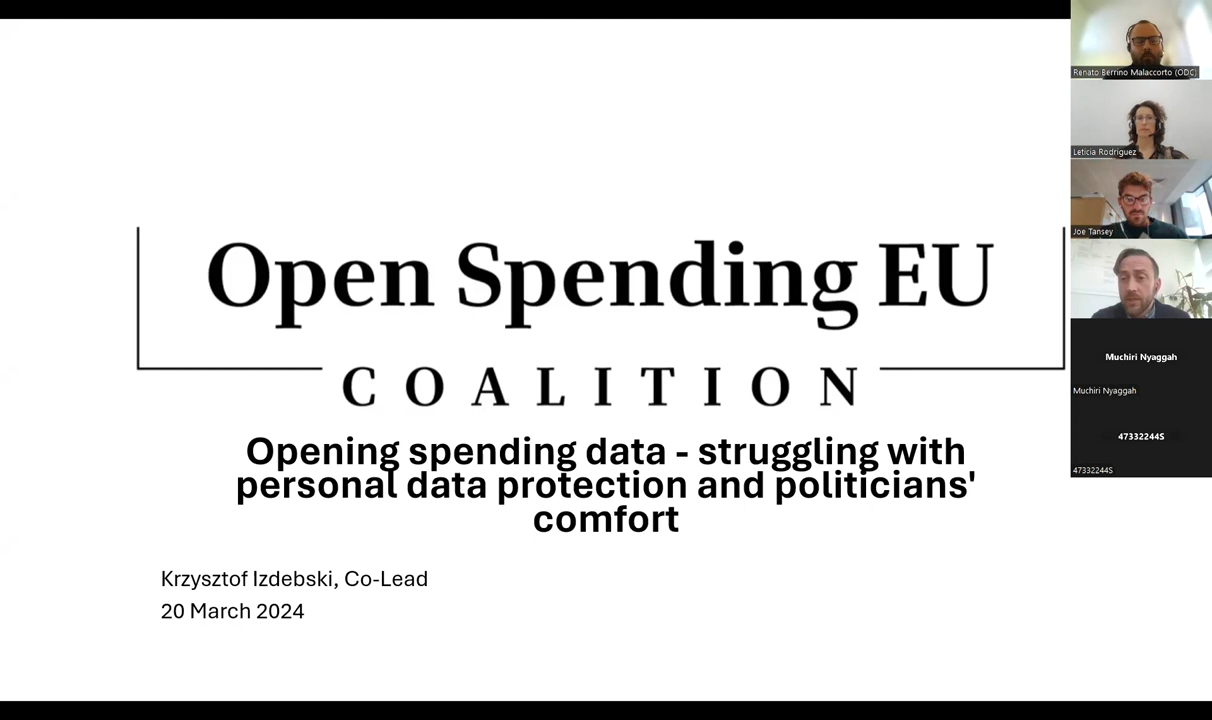 Open Spending EU
COALITION
Opening spending data - struggling with
personal data protection and politicians'
comfort
Krzysztof Izdebski, Co-Lead
20 March 2024
Renato Berrino Malaccorto (ODC)
Leticia Rodriguez
Joe Tansey
Muchiri Nyaggah
Muchiri Nyaggah
47332244S
47332244S